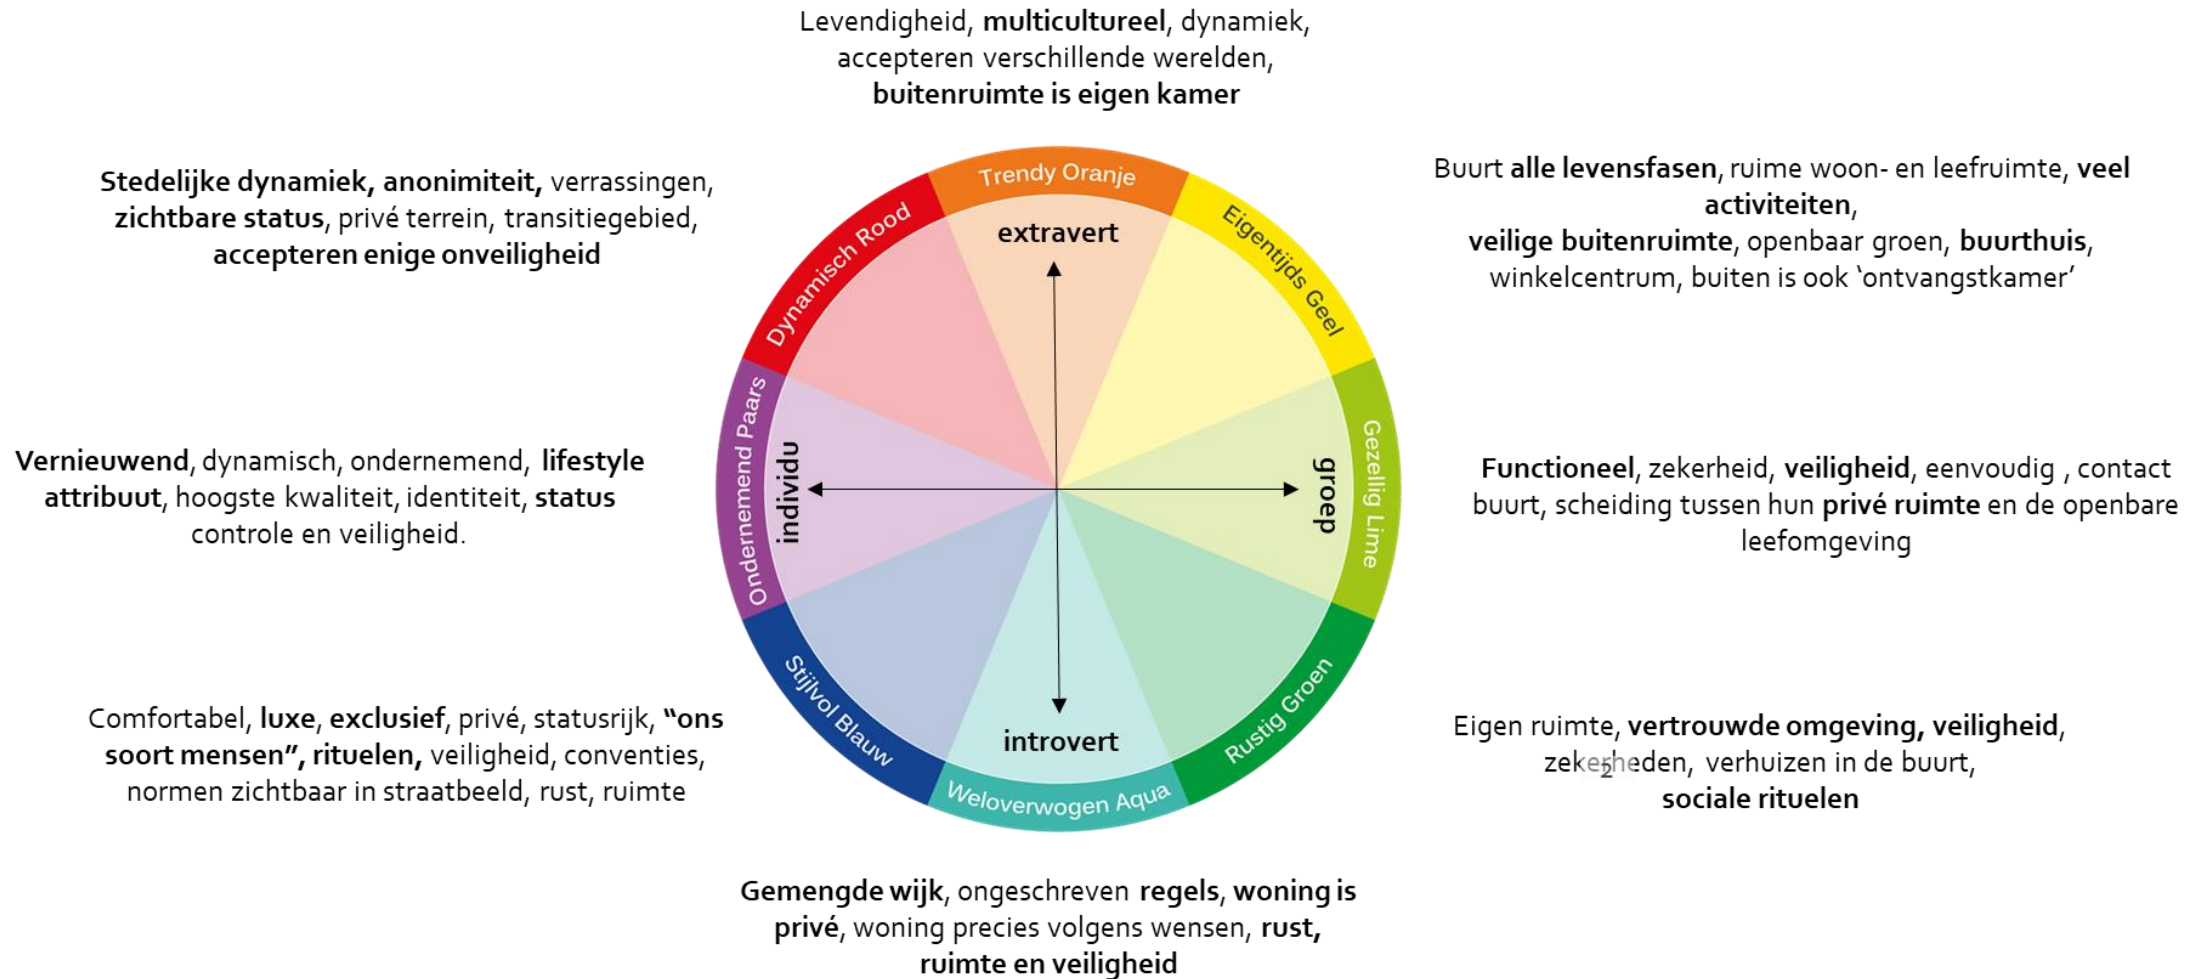 Levendigheid, multicultureel, dynamiek,
accepteren verschillende werelden,
buitenruimte is eigen kamer
Stedelijke dynamiek, anonimiteit, verrassingen,
zichtbare status, privé terrein, transitiegebied,
accepteren enige onveiligheid
Buurt alle levensfasen, ruime woon- en leefruimte, veel
activiteiten,
veilige buitenruimte, openbaar groen, buurthuis,
winkelcentrum, buiten is ook ‘ontvangstkamer’
Vernieuwend, dynamisch, ondernemend, lifestyle
attribuut, hoogste kwaliteit, identiteit, status
controle en veiligheid.
Functioneel, zekerheid, veiligheid, eenvoudig , contact
buurt, scheiding tussen hun privé ruimte en de openbare
leefomgeving
Comfortabel, luxe, exclusief, privé, statusrijk, “ons
soort mensen”, rituelen, veiligheid, conventies,
normen zichtbaar in straatbeeld, rust, ruimte
Eigen ruimte, vertrouwde omgeving, veiligheid,
zekerheden, verhuizen in de buurt,
sociale rituelen
2
Gemengde wijk, ongeschreven regels, woning is
privé, woning precies volgens wensen, rust,
ruimte en veiligheid
Trendy Oranje
Eigentijds Geel
Gezellig Lime
Rustig Groen
Weloverwogen Aqua
Stijlvol Blauw
Ondernemend Paars
Dynamisch Rood
extravert
individu
groep
introvert